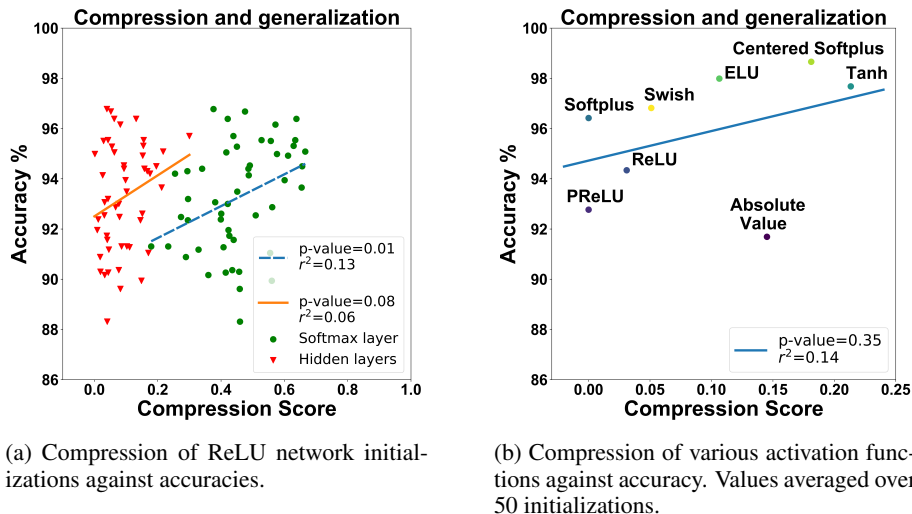 Compression and generalization
100
98
96
94
92
90
88
86
Accuracy %
0.0
0.2
0.4
0.6
0.8
1.0
Compression Score
p-value=0.01
r²=0.13
p-value=0.08
r²=0.06
Softmax layer
Hidden layers
(a) Compression of ReLU network initial-
izations against accuracies.
Compression and generalization
100
98
96
94
92
90
88
86
Accuracy %
Centered Softplus
ELU
Tanh
Swish
Softplus
ReLU
PReLU
Absolute
Value
p-value=0.35
r²=0.14
0.00
0.05
0.10
0.15
0.20
0.25
Compression Score
(b) Compression of various activation func-
tions against accuracy. Values averaged over
50 initializations.